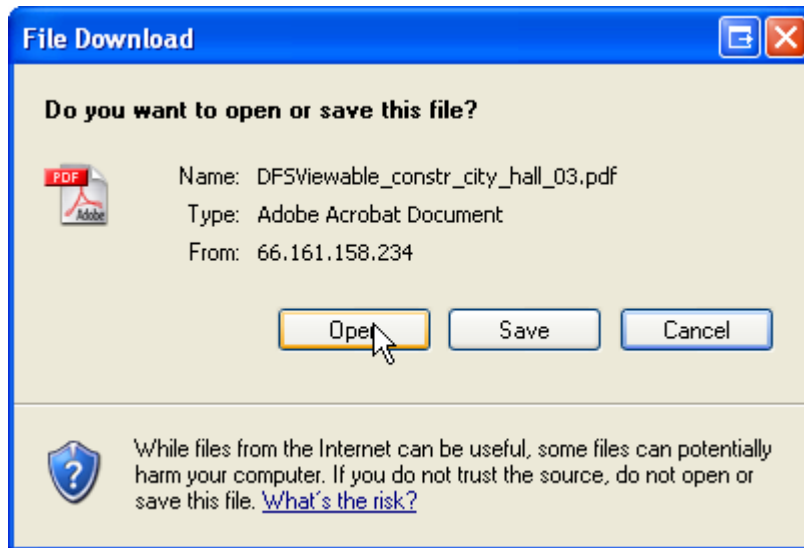 File Download
Do you want to open or save this file?
PDF
Adobe
Name: DFSViewable_constr_city_hall_03.pdf
Type: Adobe Acrobat Document
From: 66.161.158.234
Open Save Cancel
While files from the Internet can be useful, some files can potentially
harm your computer. If you do not trust the source, do not open or
save this file. What's the risk?